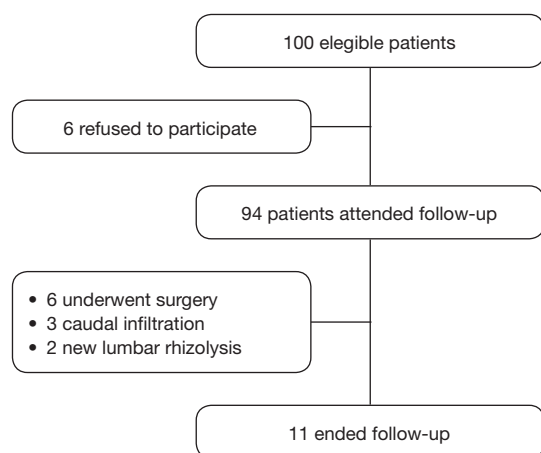 100 elegible patients
6 refused to participate
94 patients attended follow-up
• 6 underwent surgery
• 3 caudal infiltration
• 2 new lumbar rhizolysis
11 ended follow-up